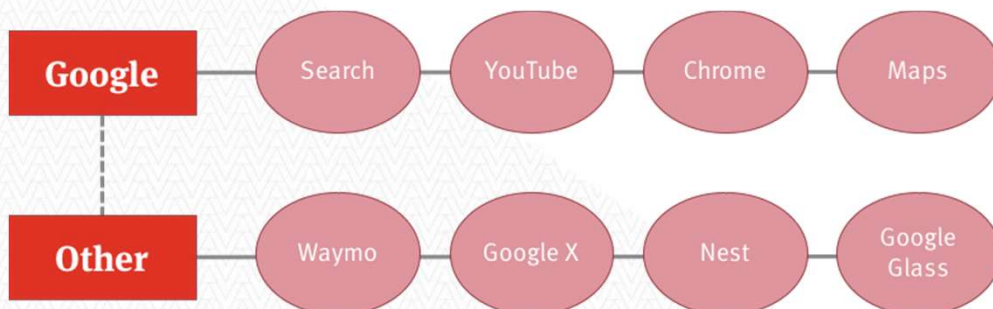 Google
Search
YouTube
Chrome
Maps
Other
Waymo
Google X
Nest
Google
Glass